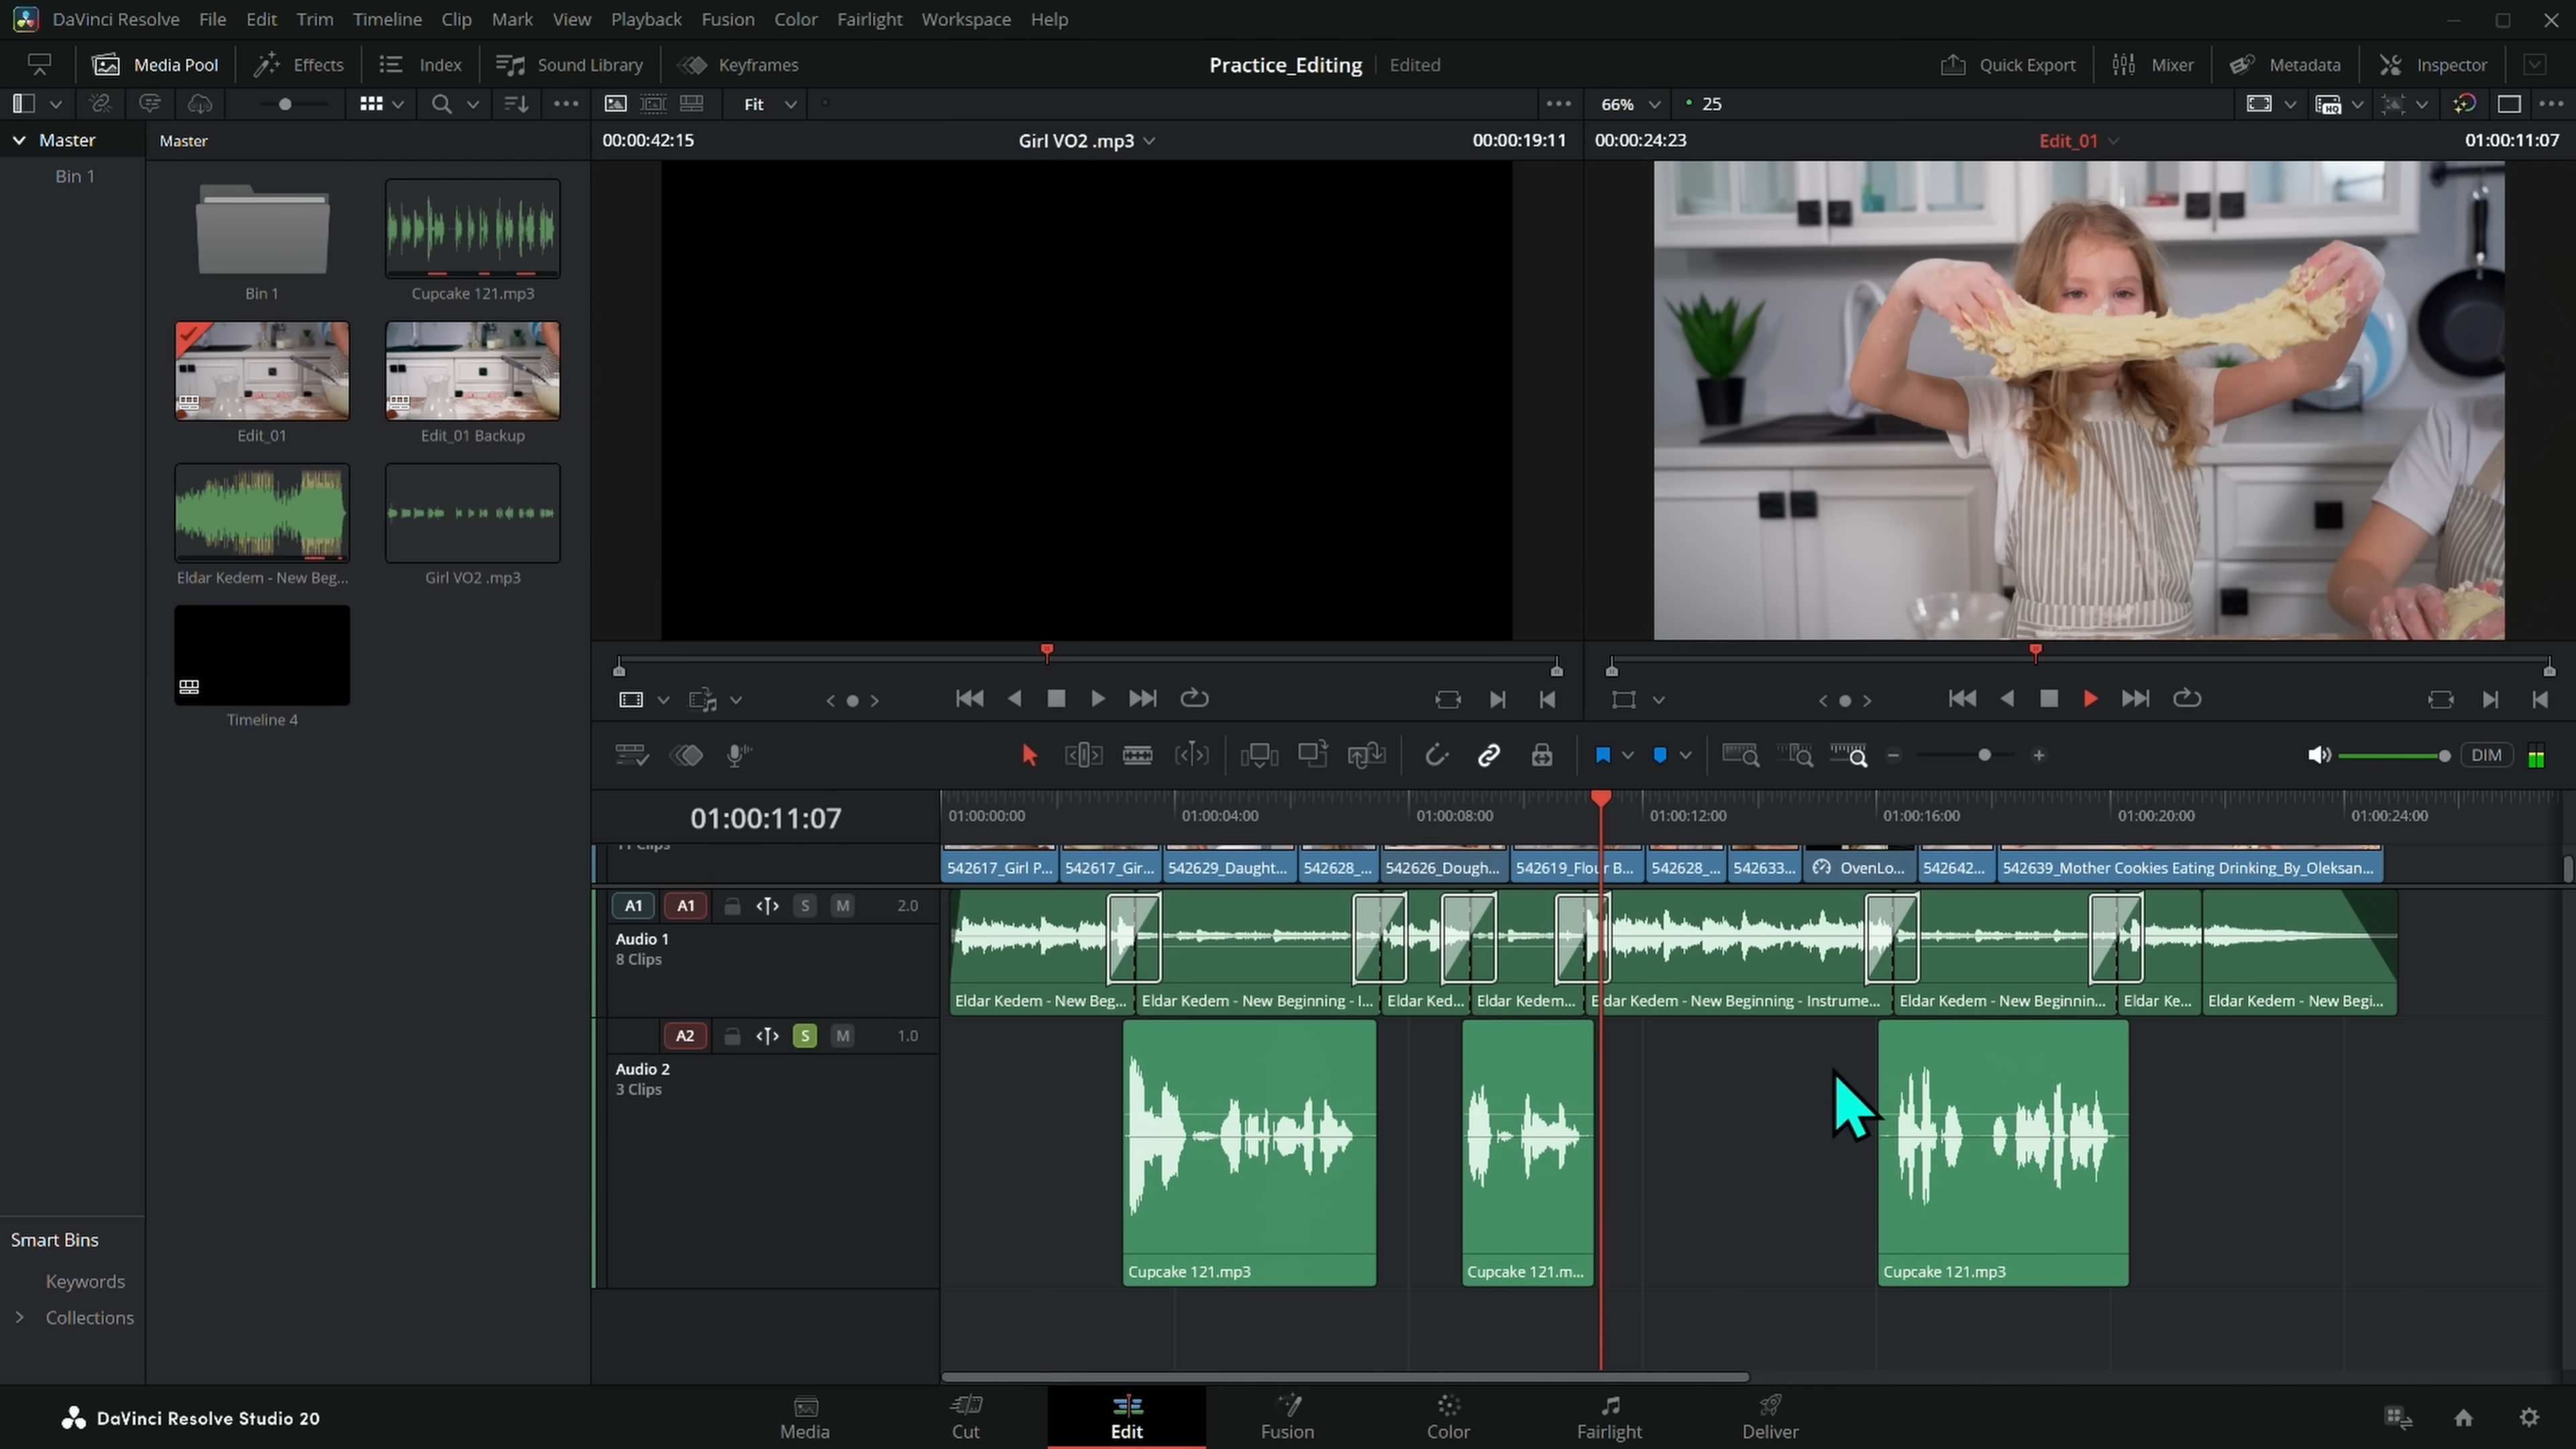 DaVinci Resolve File Edit Trim Timeline Clip Mark View Playback Fusion Color Fairlight Workspace Help
Media Pool Effects Index Sound Library Keyframes Practice_Editing Edited Quick Export Mixer Metadata Inspector
Fit 66% 25
Master Master 00:00:42:15 Girl VO2 .mp3 00:00:19:11 00:00:24:23 Edit_01 01:00:11:07
Bin 1
Bin 1 Cupcake 121.mp3
Edit_01 Edit_01 Backup
Eldar Kedem - New Beg... Girl VO2 .mp3
Timeline 4
DIM
01:00:11:07 01:00:00:00 01:00:04:00 01:00:08:00 01:00:12:00 01:00:16:00 01:00:20:00 01:00:24:00
11 Clips
542617_Girl P... 542617_Gir... 542629_Daught... 542628_... 542626_Dough... 542619_Flour B... 542628_... 542633... OvenLo... 542642... 542639_Mother Cookies Eating Drinking_By_Oleksan...
A1 A1 S M 2.0
Audio 1
8 Clips
Eldar Kedem - New Beg... Eldar Kedem - New Beginning - I... Eldar Ked... Eldar Kedem... Eldar Kedem - New Beginning - Instrume... Eldar Kedem - New Beginnin... Eldar Ke... Eldar Kedem - New Begi...
A2 S M 1.0
Audio 2
3 Clips
Cupcake 121.mp3 Cupcake 121.m... Cupcake 121.mp3
Smart Bins
Keywords
Collections
DaVinci Resolve Studio 20 Media Cut Edit Fusion Color Fairlight Deliver